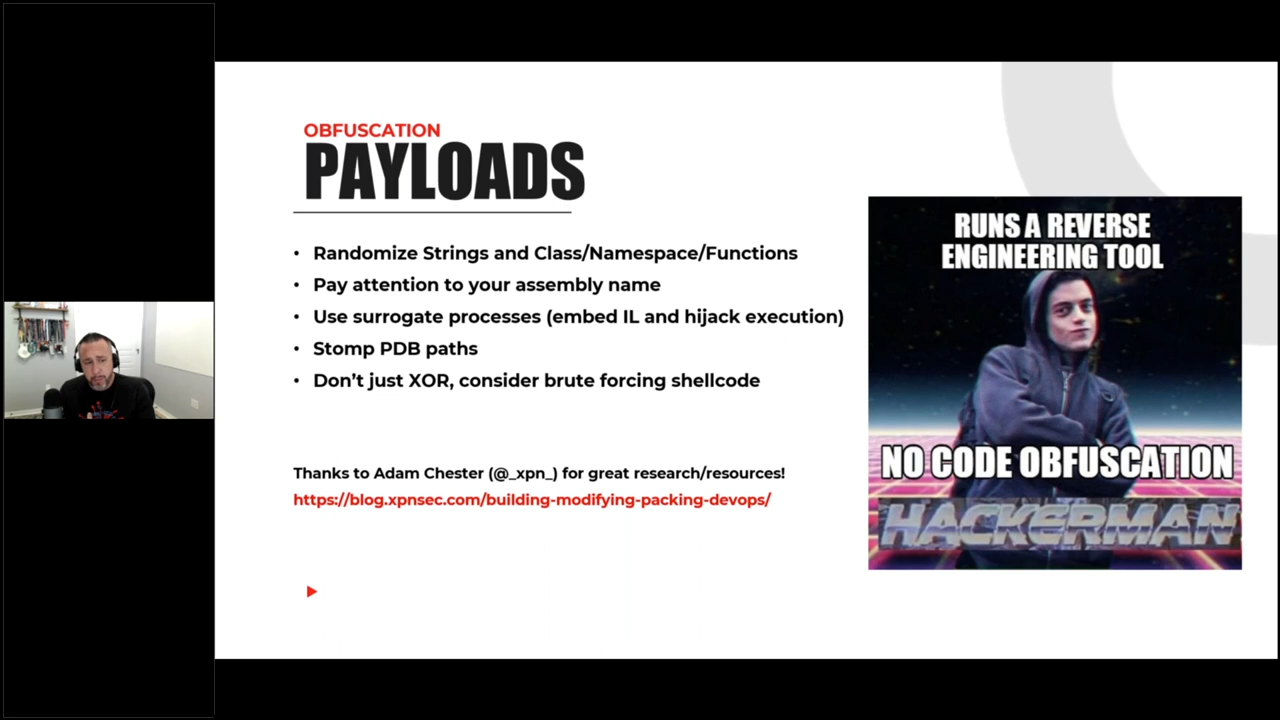 OBFUSCATION
PAYLOADS
• Randomize Strings and Class/Namespace/Functions
• Pay attention to your assembly name
• Use surrogate processes (embed IL and hijack execution)
• Stomp PDB paths
• Don’t just XOR, consider brute forcing shellcode
Thanks to Adam Chester (@_xpn_) for great research/resources!
https://blog.xpnsec.com/building-modifying-packing-devops/
RUNS A REVERSE
ENGINEERING TOOL
NO CODE OBFUSCATION
HACKERMAN